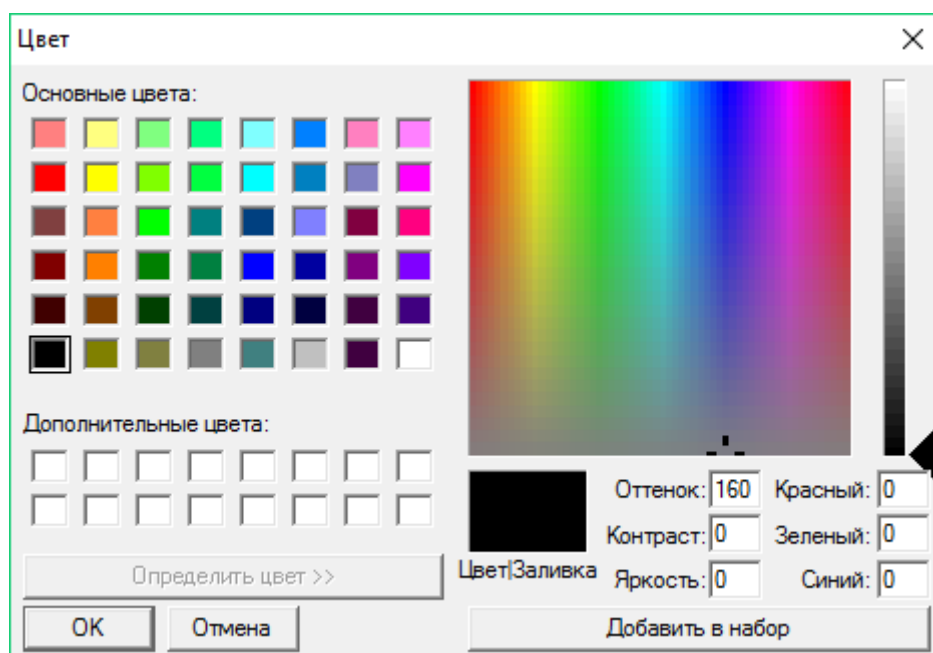 Цвет
Основные цвета:
Дополнительные цвета:
Определить цвет >>
OK
Отмена
Цвет|Заливка
Оттенок: 160
Красный: 0
Контраст: 0
Зеленый: 0
Яркость: 0
Синий: 0
Добавить в набор